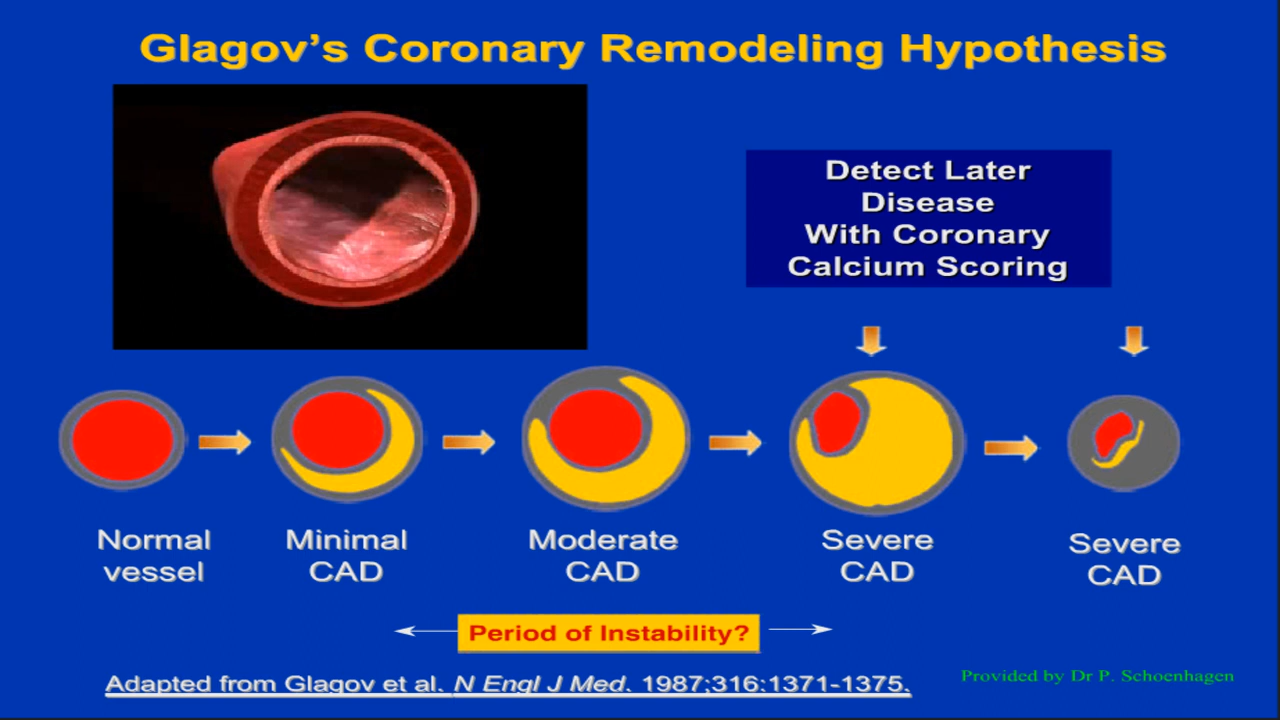 Glagov's Coronary Remodeling Hypothesis
Detect Later
Disease
With Coronary
Calcium Scoring
Normal
vessel
Minimal
CAD
Moderate
CAD
Severe
CAD
Severe
CAD
Period of Instability?
Adapted from Glagov et al. N Engl J Med. 1987;316:1371-1375.
Provided by Dr P. Schoenhagen